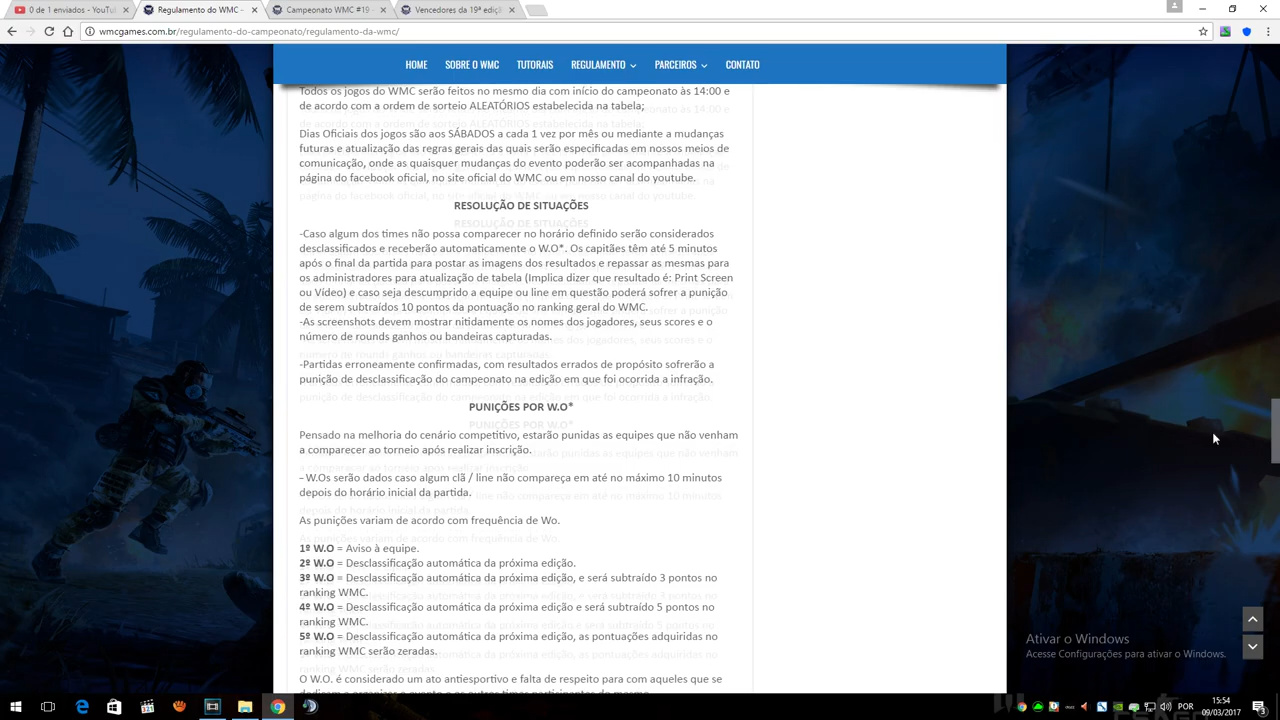 0 de 1 enviados - YouTu
Regulamento do WMC -
Campeonato WMC #19 -
Vencedores da 19ª ediçã
wmcgames.com.br/regulamento-do-campeonato/regulamento-da-wmc/
HOME SOBRE O WMC TUTORAIS REGULAMENTO PARCEIROS CONTATO
Todos os jogos do WMC serão feitos no mesmo dia com início do campeonato às 14:00 e
de acordo com a ordem de sorteio ALEATÓRIOS estabelecida na tabela;
Dias Oficiais dos jogos são aos SÁBADOS a cada 1 vez por mês ou mediante a mudanças
futuras e atualização das regras gerais das quais serão especificadas em nossos meios de
comunicação, onde as quaisquer mudanças do evento poderão ser acompanhadas na
página do facebook oficial, no site oficial do WMC ou em nosso canal do youtube.
RESOLUÇÃO DE SITUAÇÕES
-Caso algum dos times não possa comparecer no horário definido serão considerados
desclassificados e receberão automaticamente o W.O*. Os capitães têm até 5 minutos
após o final da partida para postar as imagens dos resultados e repassar as mesmas para
os administradores para atualização de tabela (Implica dizer que resultado é: Print Screen
ou Vídeo) e caso seja descumprido a equipe ou line em questão poderá sofrer a punição
de serem subtraídos 10 pontos da pontuação no ranking geral do WMC.
-As screenshots devem mostrar nitidamente os nomes dos jogadores, seus scores e o
número de rounds ganhos ou bandeiras capturadas.
-Partidas erroneamente confirmadas, com resultados errados de propósito sofrerão a
punição de desclassificação do campeonato na edição em que foi ocorrida a infração.
PUNIÇÕES POR W.O*
Pensado na melhoria do cenário competitivo, estarão punidas as equipes que não venham
a comparecer ao torneio após realizar inscrição.
– W.Os serão dados caso algum clã / line não compareça em até no máximo 10 minutos
depois do horário inicial da partida.
As punições variam de acordo com frequência de Wo.
1º W.O = Aviso à equipe.
2º W.O = Desclassificação automática da próxima edição.
3º W.O = Desclassificação automática da próxima edição, e será subtraído 3 pontos no
ranking WMC.
4º W.O = Desclassificação automática da próxima edição e será subtraído 5 pontos no
ranking WMC.
5º W.O = Desclassificação automática da próxima edição, as pontuações adquiridas no
ranking WMC serão zeradas.
O W.O. é considerado um ato antiesportivo e falta de respeito para com aqueles que se
dedicam a organizar o evento e os outros times participantes do mesmo.
Ativar o Windows
Acesse Configurações para ativar o Windows.
POR
15:54
09/03/2017